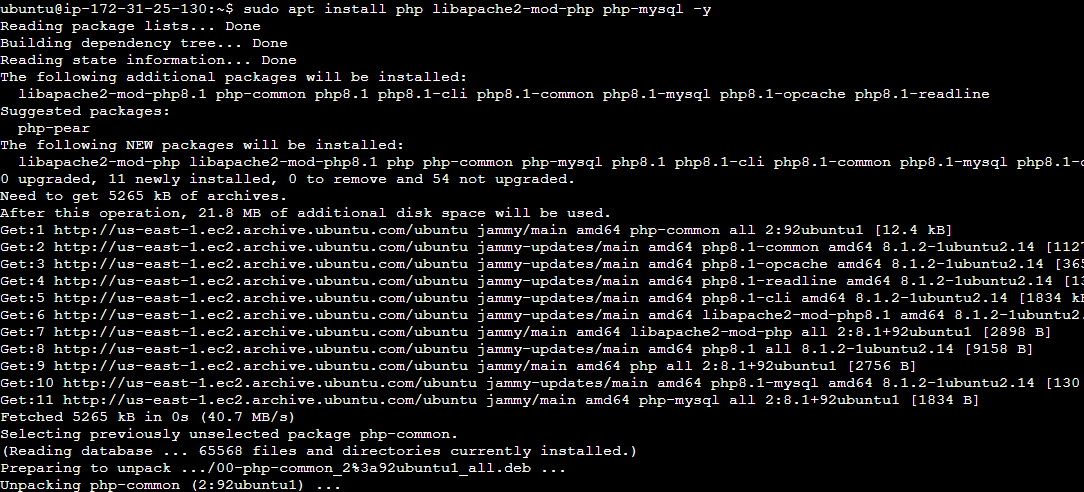 ubuntu@ip-172-31-25-130:~$ sudo apt install php libapache2-mod-php php-mysql -y
Reading package lists... Done
Building dependency tree... Done
Reading state information... Done
The following additional packages will be installed:
  libapache2-mod-php8.1 php-common php8.1 php8.1-cli php8.1-common php8.1-mysql php8.1-opcache php8.1-readline
Suggested packages:
  php-pear
The following NEW packages will be installed:
  libapache2-mod-php libapache2-mod-php8.1 php php-common php-mysql php8.1 php8.1-cli php8.1-common php8.1-mysql php8.1-o
0 upgraded, 11 newly installed, 0 to remove and 54 not upgraded.
Need to get 5265 kB of archives.
After this operation, 21.8 MB of additional disk space will be used.
Get:1 http://us-east-1.ec2.archive.ubuntu.com/ubuntu jammy/main amd64 php-common all 2:92ubuntu1 [12.4 kB]
Get:2 http://us-east-1.ec2.archive.ubuntu.com/ubuntu jammy-updates/main amd64 php8.1-common amd64 8.1.2-1ubuntu2.14 [1127
Get:3 http://us-east-1.ec2.archive.ubuntu.com/ubuntu jammy-updates/main amd64 php8.1-opcache amd64 8.1.2-1ubuntu2.14 [365
Get:4 http://us-east-1.ec2.archive.ubuntu.com/ubuntu jammy-updates/main amd64 php8.1-readline amd64 8.1.2-1ubuntu2.14 [13
Get:5 http://us-east-1.ec2.archive.ubuntu.com/ubuntu jammy-updates/main amd64 php8.1-cli amd64 8.1.2-1ubuntu2.14 [1834 kB
Get:6 http://us-east-1.ec2.archive.ubuntu.com/ubuntu jammy-updates/main amd64 libapache2-mod-php8.1 amd64 8.1.2-1ubuntu2.
Get:7 http://us-east-1.ec2.archive.ubuntu.com/ubuntu jammy/main amd64 libapache2-mod-php all 2:8.1+92ubuntu1 [2898 B]
Get:8 http://us-east-1.ec2.archive.ubuntu.com/ubuntu jammy-updates/main amd64 php8.1 all 8.1.2-1ubuntu2.14 [9158 B]
Get:9 http://us-east-1.ec2.archive.ubuntu.com/ubuntu jammy/main amd64 php all 2:8.1+92ubuntu1 [2756 B]
Get:10 http://us-east-1.ec2.archive.ubuntu.com/ubuntu jammy-updates/main amd64 php8.1-mysql amd64 8.1.2-1ubuntu2.14 [130
Get:11 http://us-east-1.ec2.archive.ubuntu.com/ubuntu jammy/main amd64 php-mysql all 2:8.1+92ubuntu1 [1834 B]
Fetched 5265 kB in 0s (40.7 MB/s)
Selecting previously unselected package php-common.
(Reading database ... 65568 files and directories currently installed.)
Preparing to unpack .../00-php-common_2%3a92ubuntu1_all.deb ...
Unpacking php-common (2:92ubuntu1) ...